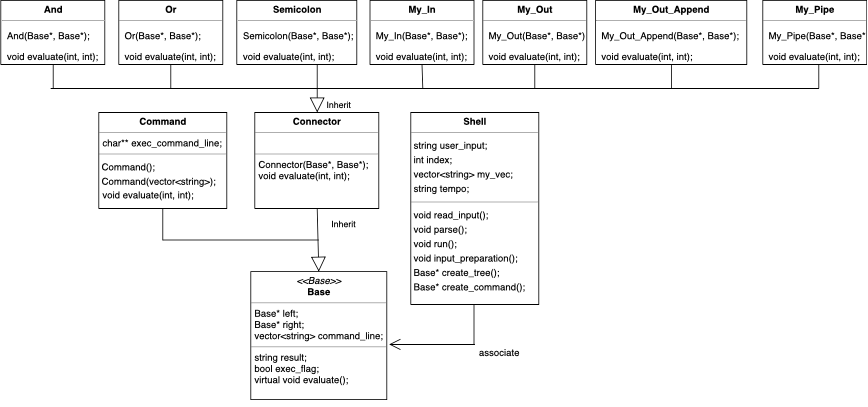 And
And(Base*, Base*);
void evaluate(int, int);
Or
Or(Base*, Base*);
void evaluate(int, int);
Semicolon
Semicolon(Base*, Base*);
void evaluate(int, int);
My_In
My_In(Base*, Base*);
void evaluate(int, int);
My_Out
My_Out(Base*, Base*)
void evaluate(int, int);
My_Out_Append
My_Out_Append(Base*, Base*);
void evaluate(int, int);
My_Pipe
My_Pipe(Base*, Base*
void evaluate(int, int);
Inherit
Command
char** exec_command_line;
Command();
Command(vector<string>);
void evaluate(int, int);
Connector
Connector(Base*, Base*);
void evaluate(int, int);
Shell
string user_input;
int index;
vector<string> my_vec;
string tempo;
void read_input();
void parse();
void run();
void input_preparation();
Base* create_tree();
Base* create_command();
Inherit
<<Base>>
Base
Base* left;
Base* right;
vector<string> command_line;
string result;
bool exec_flag;
virtual void evaluate();
associate